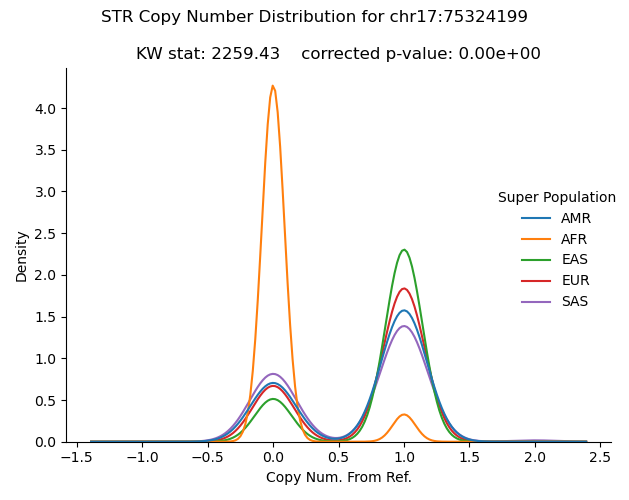 STR Copy Number Distribution for chr17:75324199
KW stat: 2259.43    corrected p-value: 0.00e+00
Density
4.0
3.5
3.0
2.5
2.0
1.5
1.0
0.5
0.0
−1.5 −1.0 −0.5 0.0 0.5 1.0 1.5 2.0 2.5
Copy Num. From Ref.
Super Population
AMR
AFR
EAS
EUR
SAS